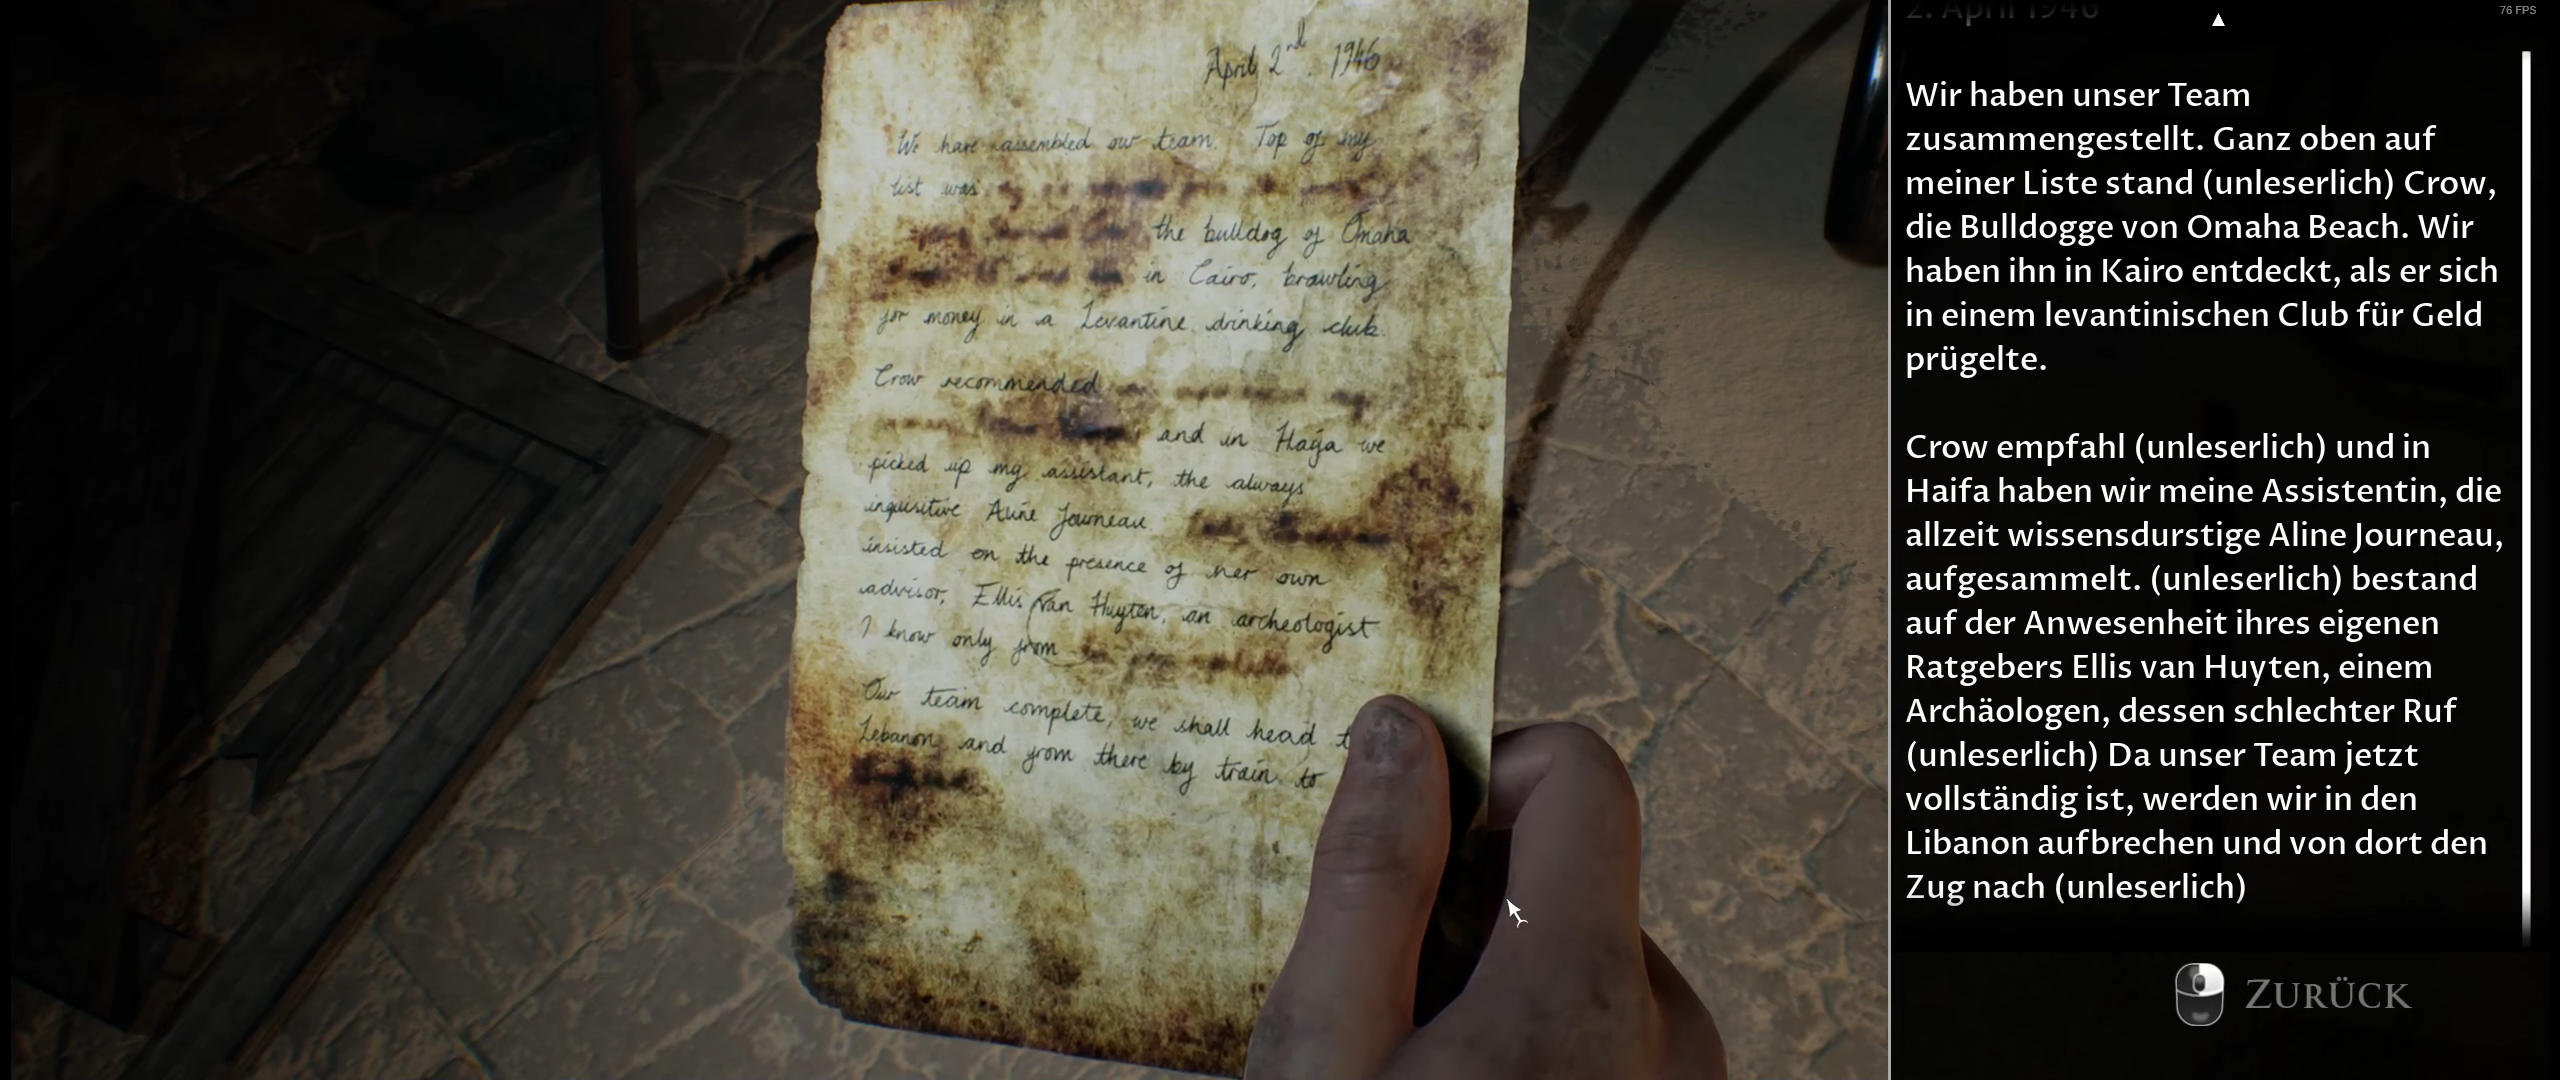 April 2nd. 1946
We have assembled our team. Top of my
list was
the bulldog of Omaha
in Cairo, brawling
for money in a Levantine drinking club.
Crow recommended
and in Haifa we
picked up my assistant, the always
inquisitive Aline Journeau.
insisted on the presence of her own
advisor, Ellis van Huyten, an archeologist
I know only from
Our team complete, we shall head
Lebanon and from there by train to
2. April 1946
76 FPS
Wir haben unser Team
zusammengestellt. Ganz oben auf
meiner Liste stand (unleserlich) Crow,
die Bulldogge von Omaha Beach. Wir
haben ihn in Kairo entdeckt, als er sich
in einem levantinischen Club für Geld
prügelte.
Crow empfahl (unleserlich) und in
Haifa haben wir meine Assistentin, die
allzeit wissensdurstige Aline Journeau,
aufgesammelt. (unleserlich) bestand
auf der Anwesenheit ihres eigenen
Ratgebers Ellis van Huyten, einem
Archäologen, dessen schlechter Ruf
(unleserlich) Da unser Team jetzt
vollständig ist, werden wir in den
Libanon aufbrechen und von dort den
Zug nach (unleserlich)
ZURÜCK